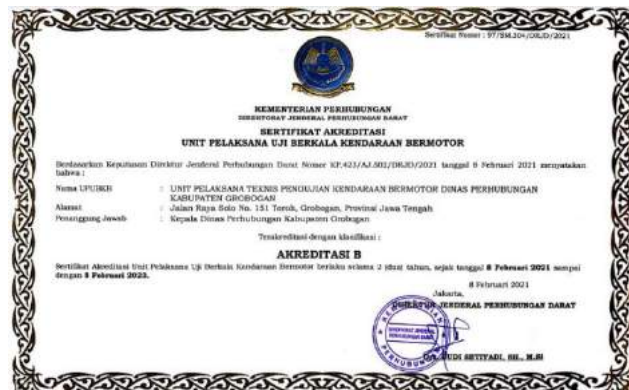 Sertifikat Nomor : 97/BM.304/DRJD/2021
KEMENTERIAN PERHUBUNGAN
DIREKTORAT JENDERAL PERHUBUNGAN DARAT
SERTIFIKAT AKREDITASI
UNIT PELAKSANA UJI BERKALA KENDARAAN BERMOTOR
Berdasarkan Keputusan Direktur Jenderal Perhubungan Darat Nomor KP.423/AJ.502/DRJD/2021 tanggal 8 Februari 2021 menyatakan
bahwa :
Nama UPUBKB : UNIT PELAKSANA TEKNIS PENGUJIAN KENDARAAN BERMOTOR DINAS PERHUBUNGAN
KABUPATEN GROBOGAN
Alamat : Jalan Raya Solo No. 151 Toroh, Grobogan, Provinsi Jawa Tengah
Penanggung Jawab : Kepala Dinas Perhubungan Kabupaten Grobogan
Terakreditasi dengan klasifikasi :
AKREDITASI B
Sertifikat Akreditasi Unit Pelaksana Uji Berkala Kendaraan Bermotor berlaku selama 2 (dua) tahun, sejak tanggal 8 Februari 2021 sampai
dengan 8 Februari 2023.
8 Februari 2021
Jakarta,
DIREKTUR JENDERAL PERHUBUNGAN DARAT
BUDI SETIYADI, SH., M.Si